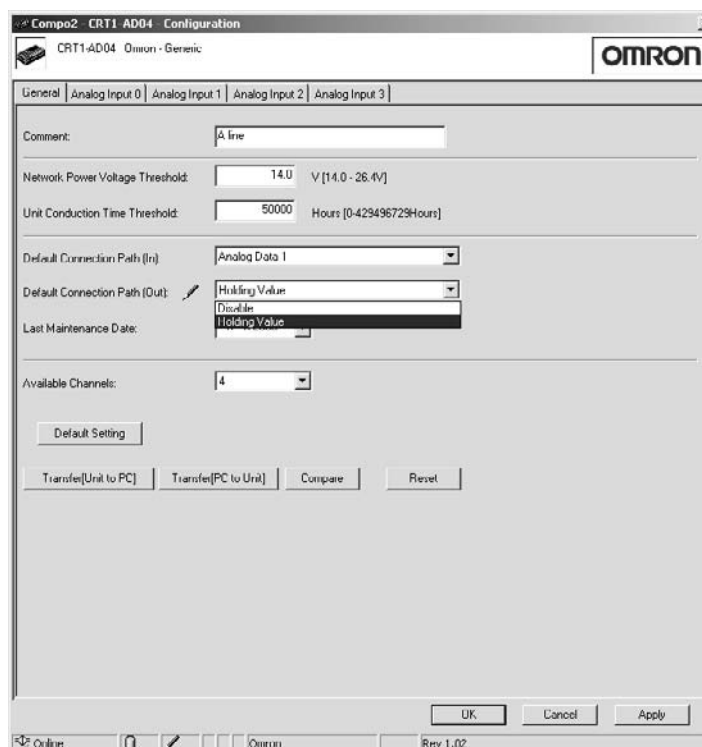 Compo2 - CRT1-AD04 - Configuration
CRT1-AD04 Omron - Generic
OMRON
General Analog Input 0 Analog Input 1 Analog Input 2 Analog Input 3
Comment: A line
Network Power Voltage Threshold: 14.0 V [14.0 - 26.4V]
Unit Conduction Time Threshold: 50000 Hours [0-429496729Hours]
Default Connection Path (In): Analog Data 1
Default Connection Path (Out): Holding Value
Disable
Holding Value
Last Maintenance Date:
Available Channels: 4
Default Setting
Transfer[Unit to PC] Transfer[PC to Unit] Compare Reset
OK Cancel Apply
Online Omron Rev 1.02